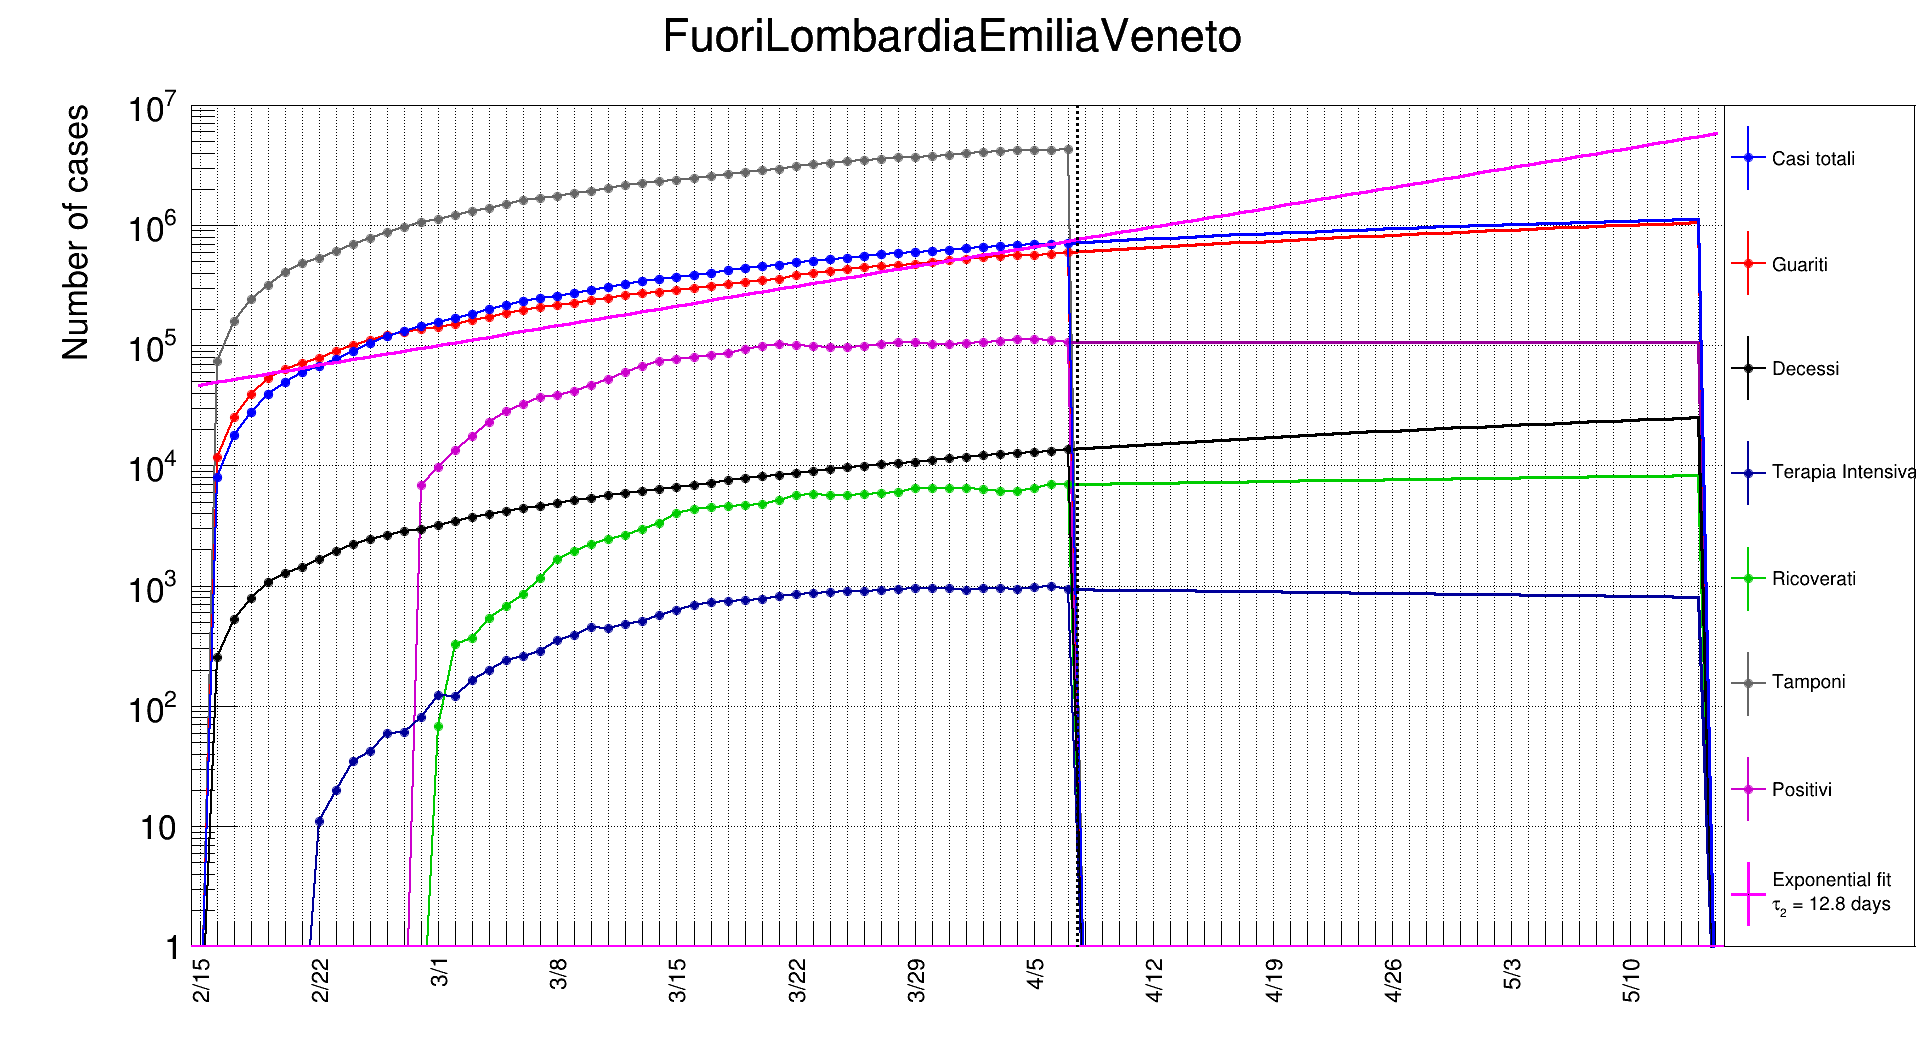 FuoriLombardiaEmiliaVeneto
Number of cases
10^7
10^6
10^5
10^4
10^3
10^2
10
1
2/15
2/22
3/1
3/8
3/15
3/22
3/29
4/5
4/12
4/19
4/26
5/3
5/10
Casi totali
Guariti
Decessi
Terapia Intensiva
Ricoverati
Tamponi
Positivi
Exponential fit
τ₂ = 12.8 days